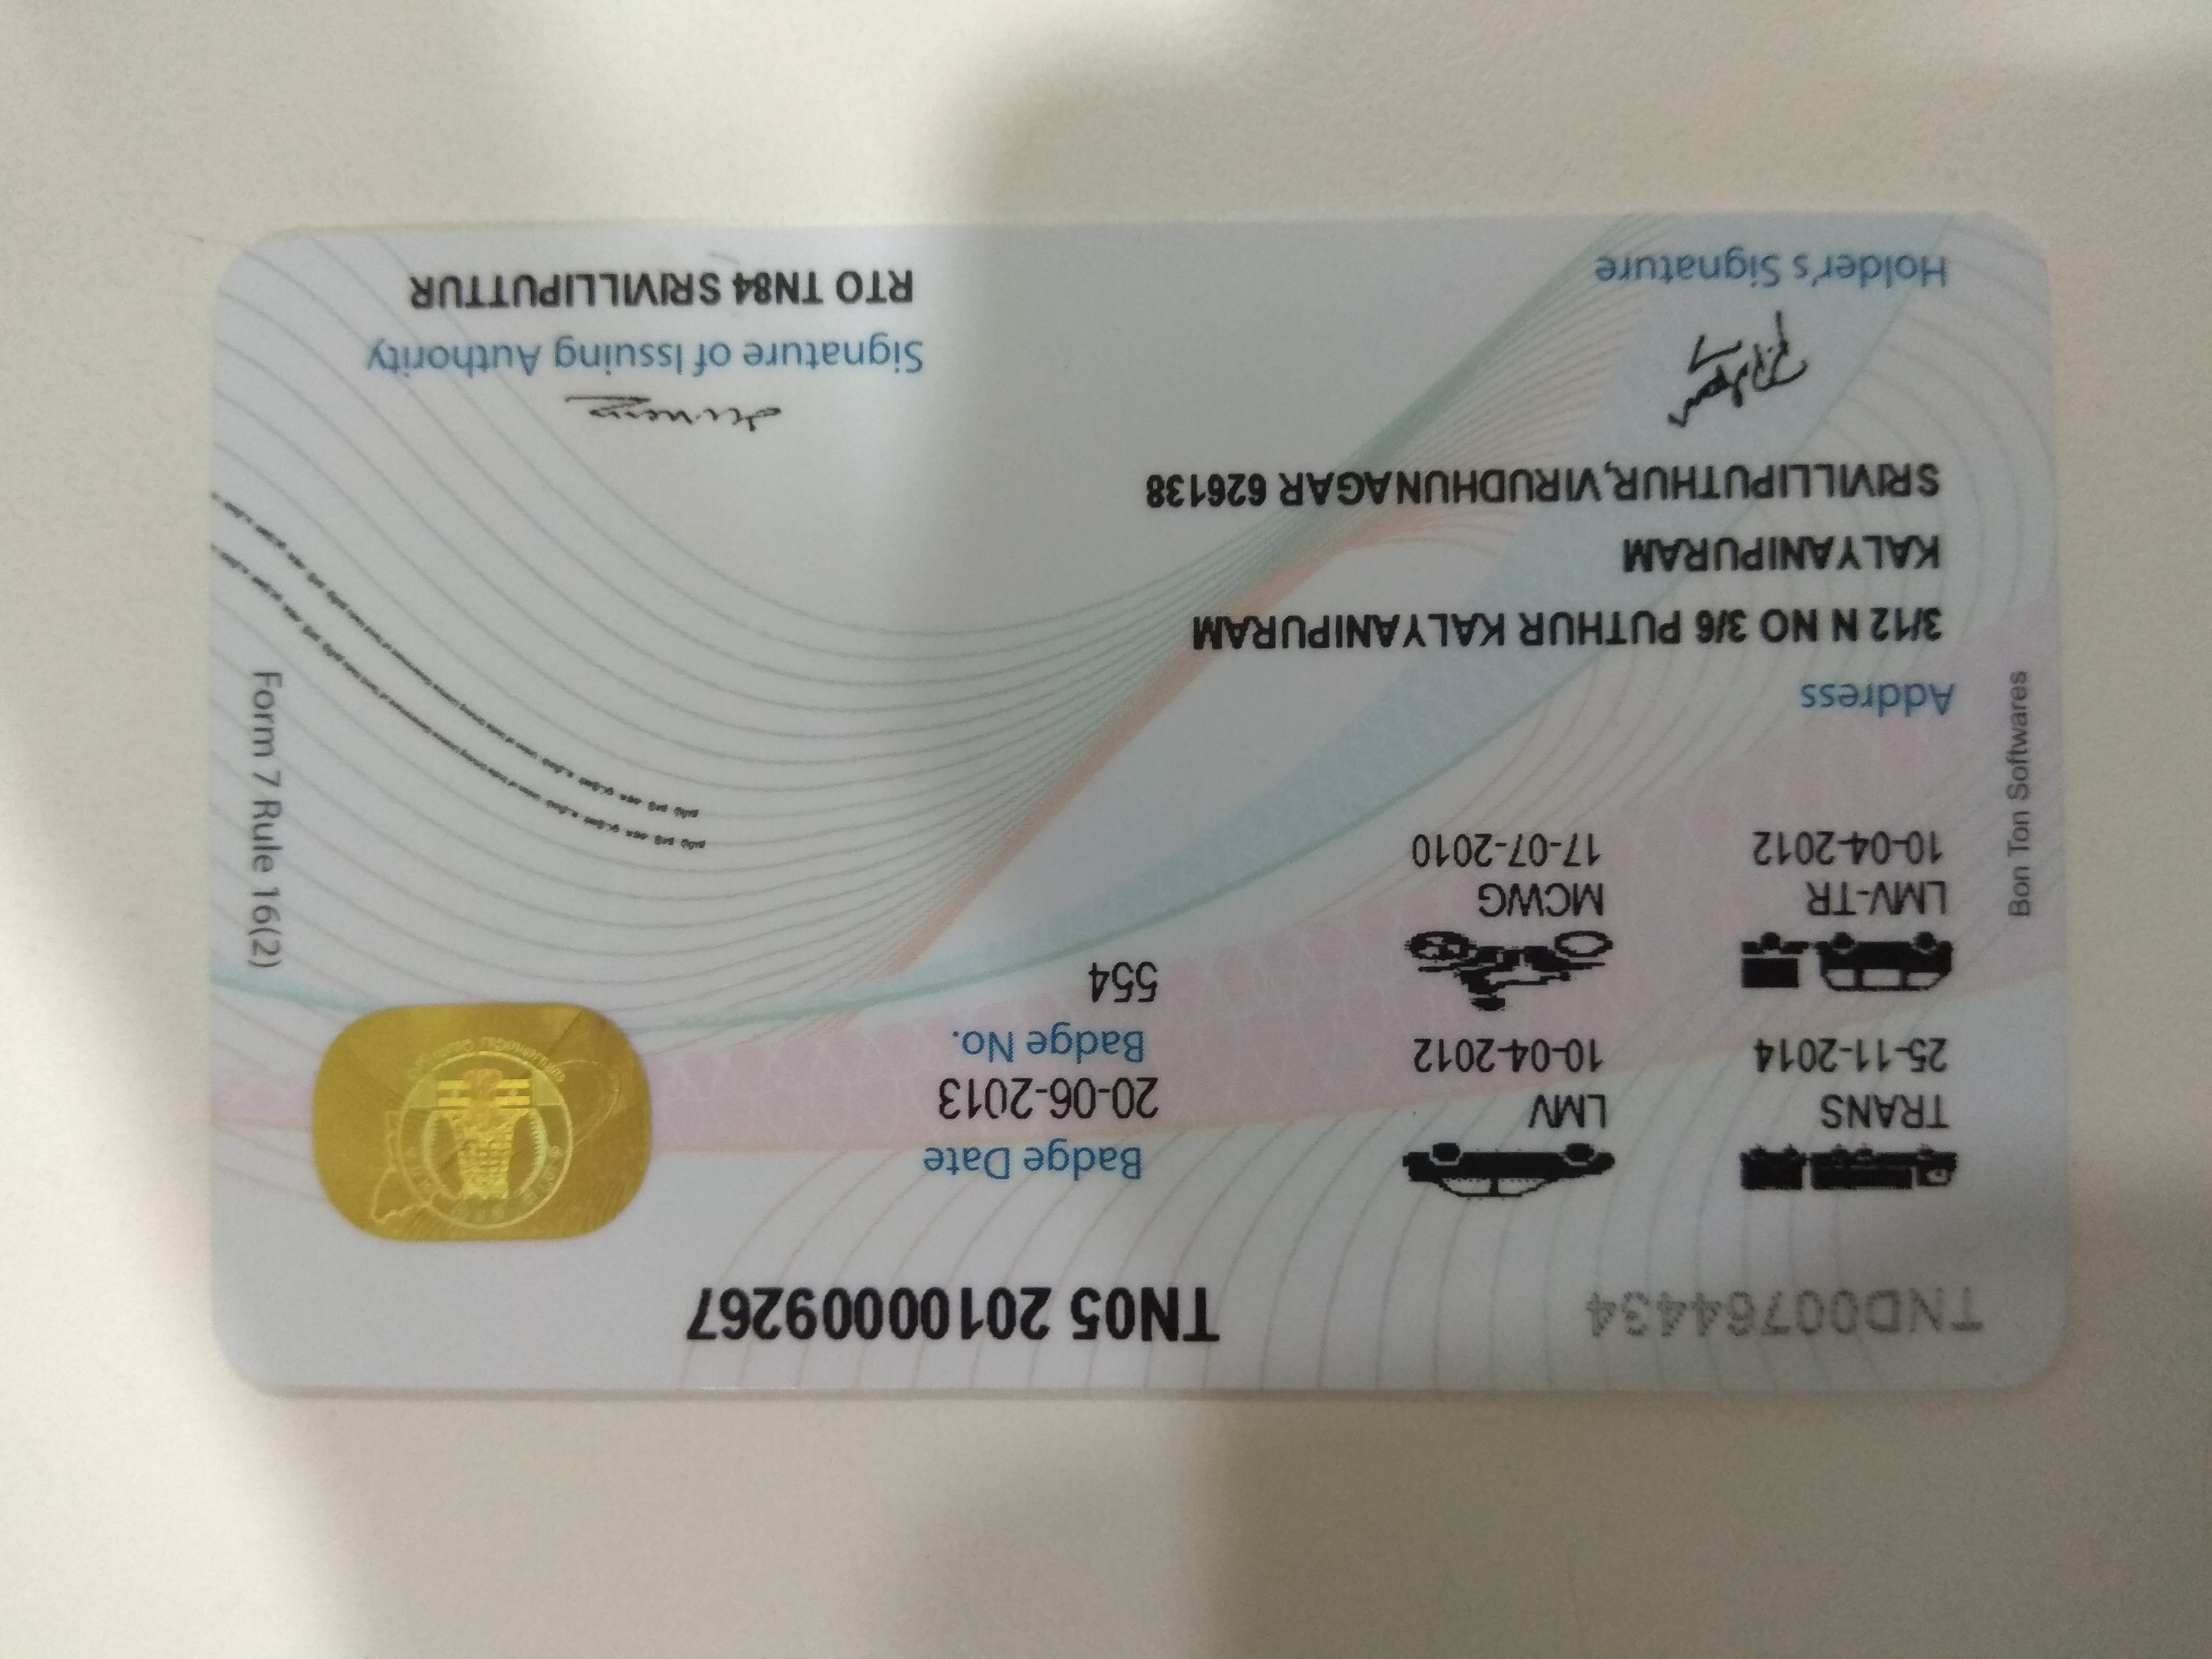 TND00764434
TN05 20100009267
TRANS
25-11-2014
LMV
10-04-2012
Badge Date
20-06-2013
Badge No.
554
LMV-TR
10-04-2012
MCWG
17-07-2010
Address
3/12 N NO 3/6 PUTHUR KALYANIPURAM
KALYANIPURAM
SRIVILLIPUTHUR,VIRUDHUNAGAR 626138
Holder's Signature
Signature of Issuing Authority
RTO TN84 SRIVILLIPUTTUR
Bon Ton Softwares
Form 7 Rule 16(2)